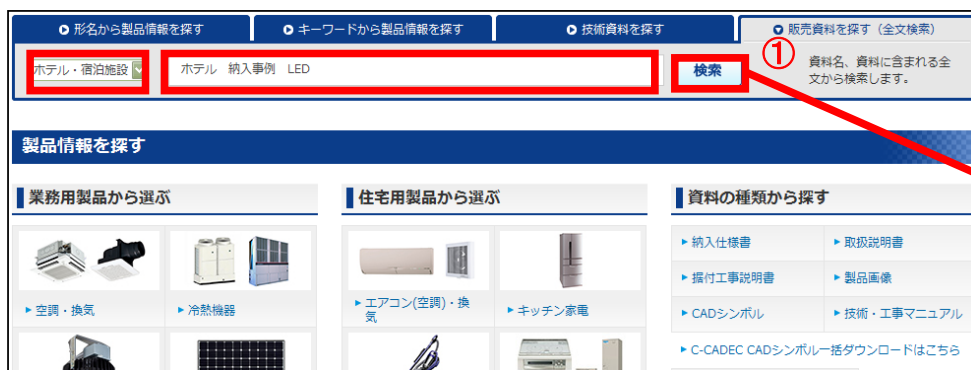 形名から製品情報を探す
キーワードから製品情報を探す
技術資料を探す
販売資料を探す（全文検索）
ホテル・宿泊施設
ホテル 納入事例 LED
検索
①
資料名、資料に含まれる全
文から検索します。
製品情報を探す
業務用製品から選ぶ
住宅用製品から選ぶ
資料の種類から探す
納入仕様書
取扱説明書
据付工事説明書
製品画像
空調・換気
冷熱機器
エアコン(空調)・換
気
キッチン家電
CADシンボル
技術・工事マニュアル
C-CADEC CADシンボル一括ダウンロードはこちら